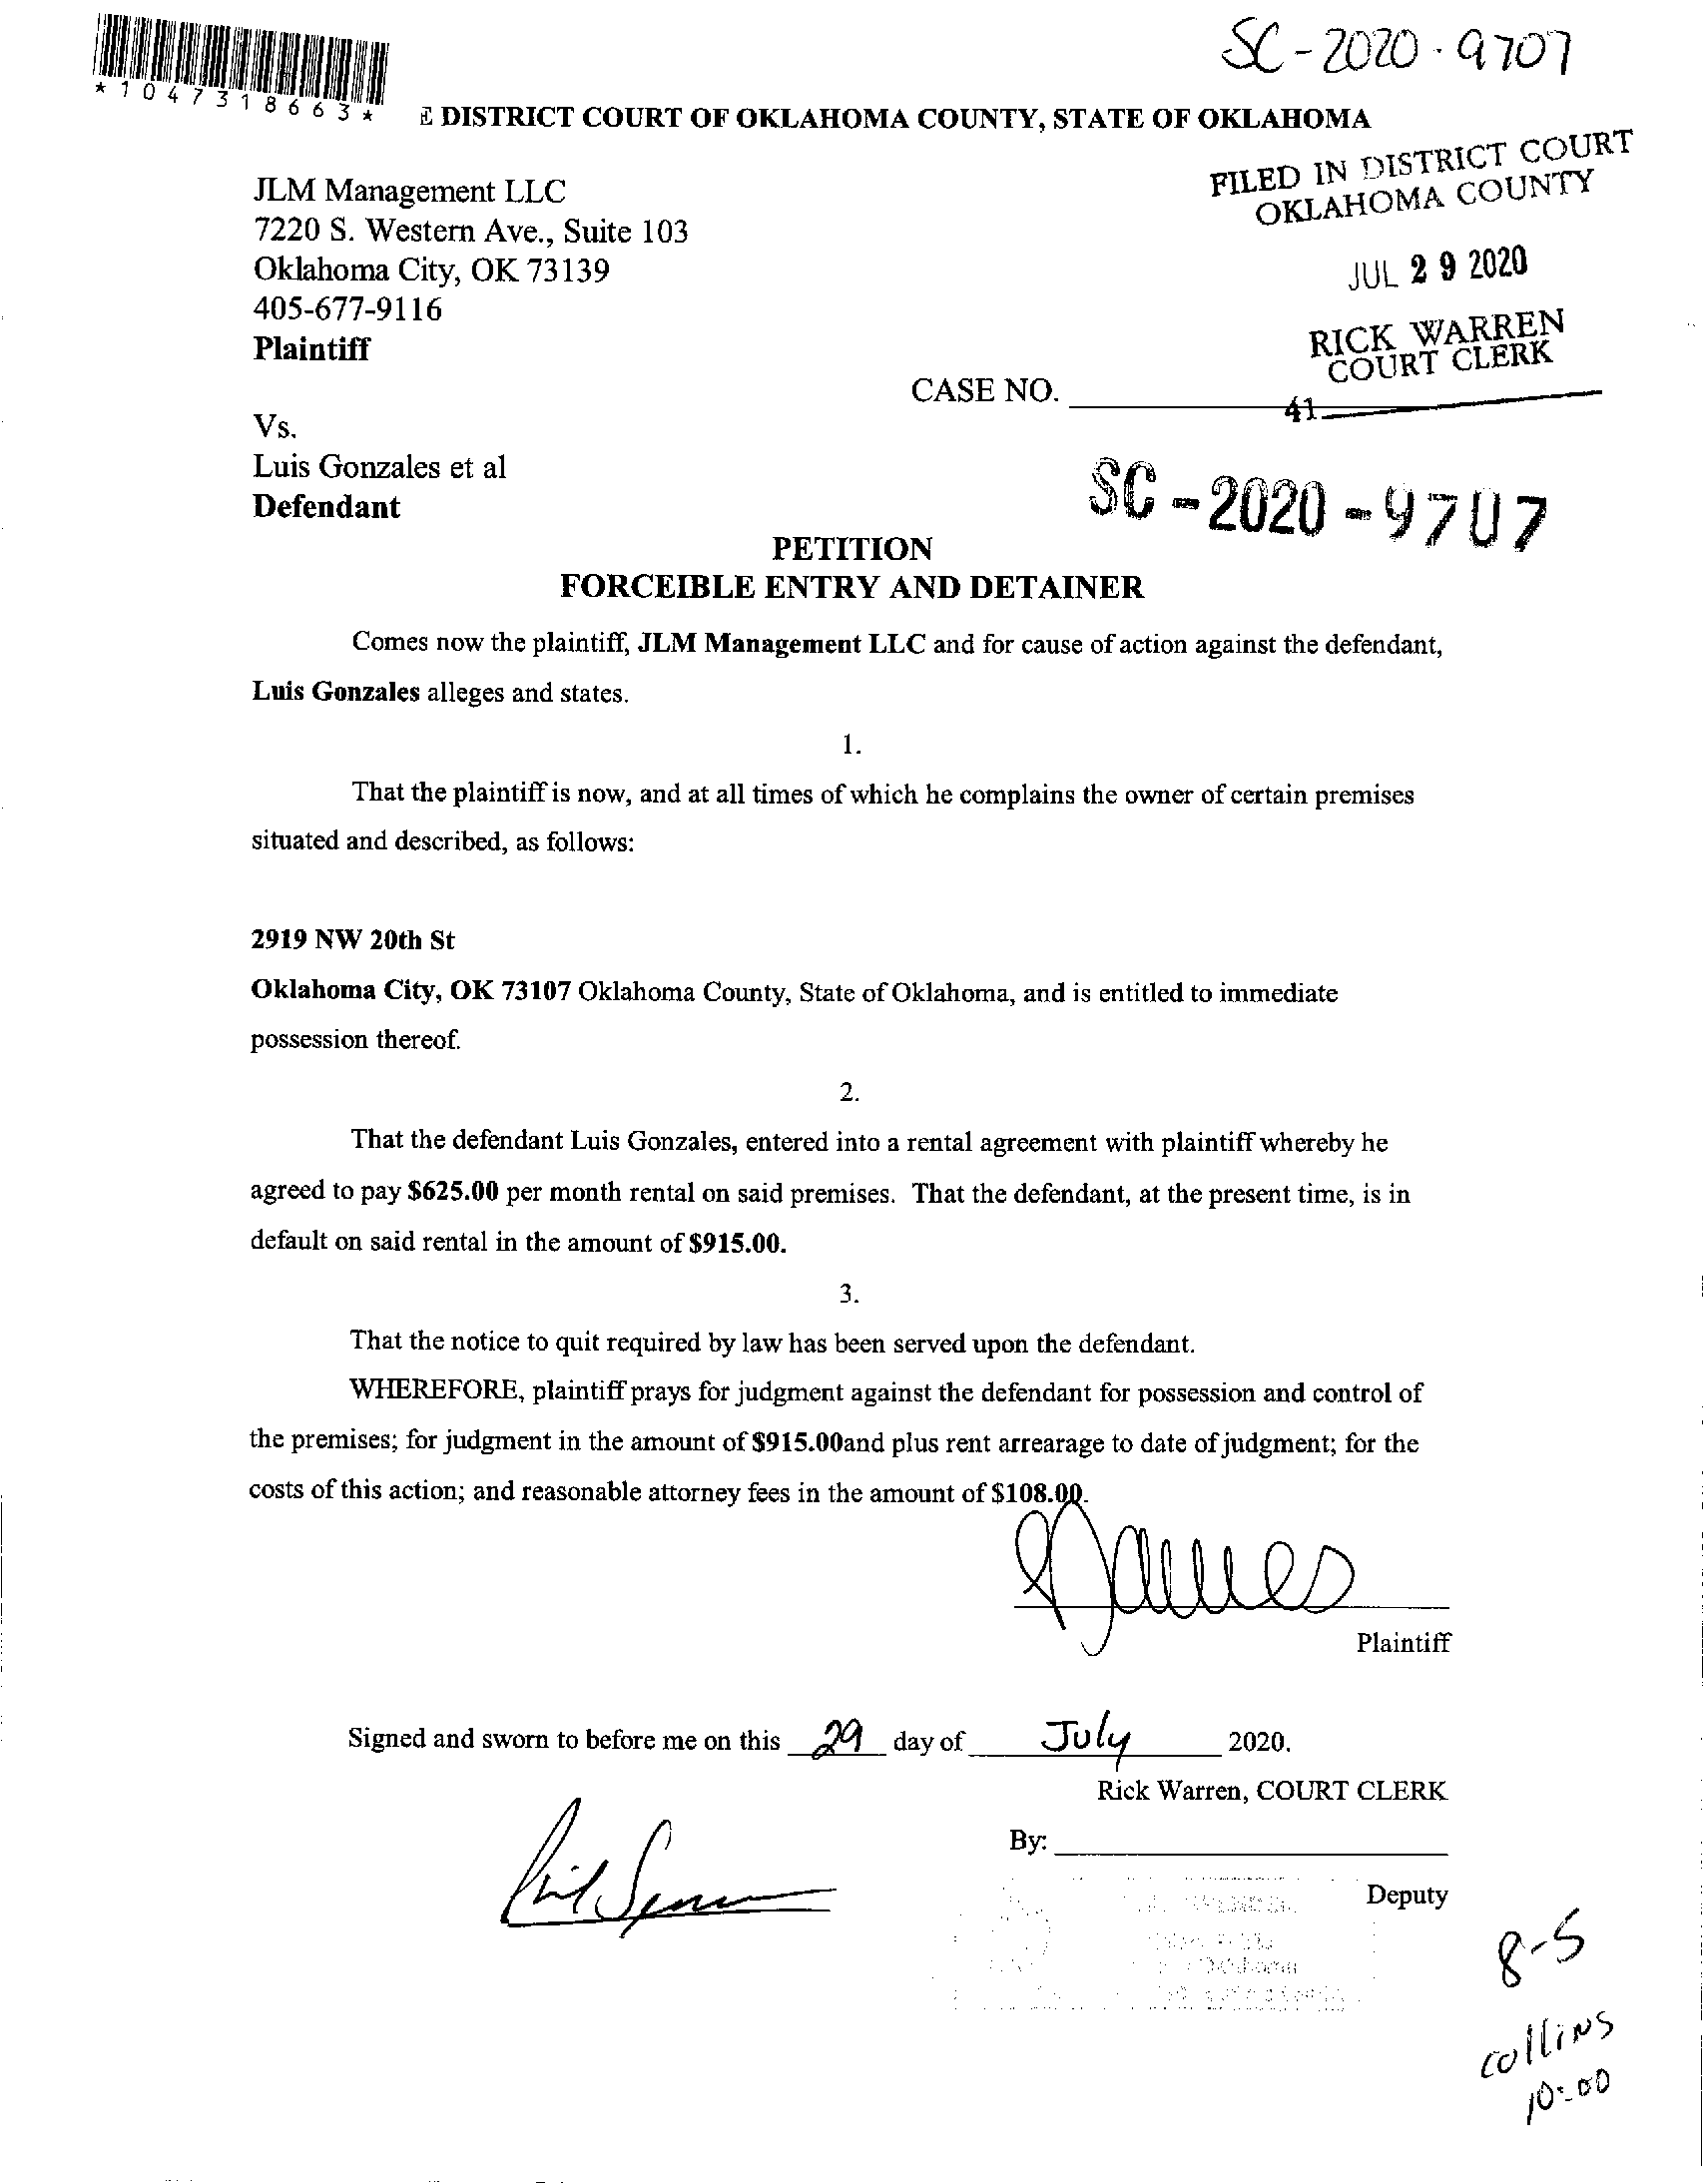 SC-2020-9707
*1047318663*
E DISTRICT COURT OF OKLAHOMA COUNTY, STATE OF OKLAHOMA
FILED IN DISTRICT COURT
OKLAHOMA COUNTY
JUL 29 2020
RICK WARREN
COURT CLERK
41
JLM Management LLC
7220 S. Western Ave., Suite 103
Oklahoma City, OK 73139
405-677-9116
Plaintiff
CASE NO.
Vs.
Luis Gonzales et al
Defendant
SC-2020-9707
PETITION
FORCEIBLE ENTRY AND DETAINER
Comes now the plaintiff, JLM Management LLC and for cause of action against the defendant,
Luis Gonzales alleges and states.
1.
That the plaintiff is now, and at all times of which he complains the owner of certain premises
situated and described, as follows:
2919 NW 20th St
Oklahoma City, OK 73107 Oklahoma County, State of Oklahoma, and is entitled to immediate
possession thereof.
2.
That the defendant Luis Gonzales, entered into a rental agreement with plaintiff whereby he
agreed to pay $625.00 per month rental on said premises. That the defendant, at the present time, is in
default on said rental in the amount of $915.00.
3.
That the notice to quit required by law has been served upon the defendant.
WHEREFORE, plaintiff prays for judgment against the defendant for possession and control of
the premises; for judgment in the amount of $915.00and plus rent arrearage to date of judgment; for the
costs of this action; and reasonable attorney fees in the amount of $108.00.
Plaintiff
Signed and sworn to before me on this 29 day of July 2020.
Rick Warren, COURT CLERK
By:
Deputy
8-5
collins
10:00